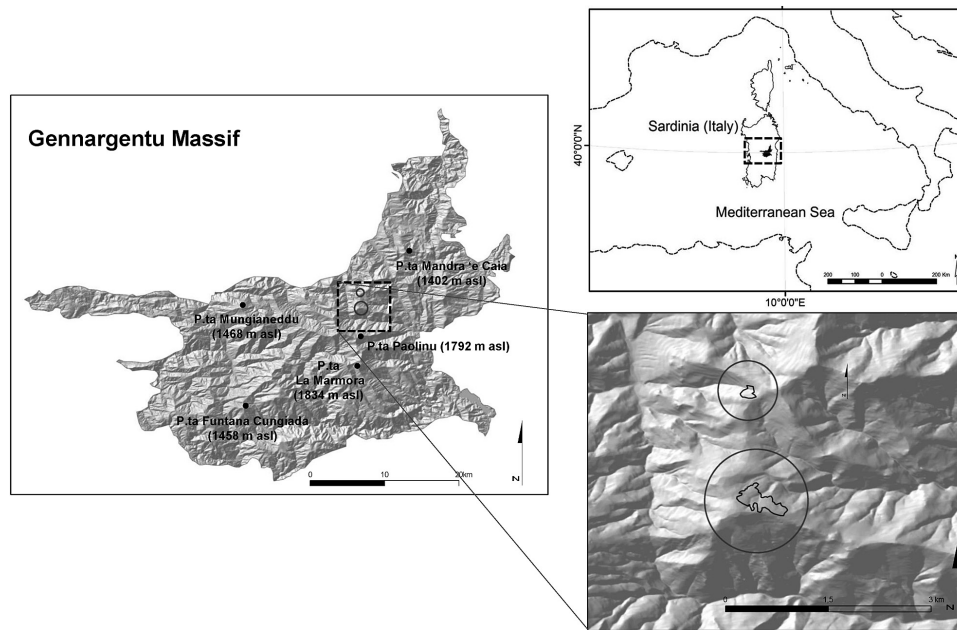 Gennargentu Massif
P.ta Mandra 'e Caia
(1402 m asl)
P.ta Mungianeddu
(1468 m asl)
P.ta Paolinu (1792 m asl)
P.ta
La Marmora
(1834 m asl)
P.ta Funtana Cungiada
(1458 m asl)
0 10 20km
N
Sardinia (Italy)
40°0'0"N
Mediterranean Sea
200 100 0 200 Km
10°0'0"E
N
0 1,5 3 km
N